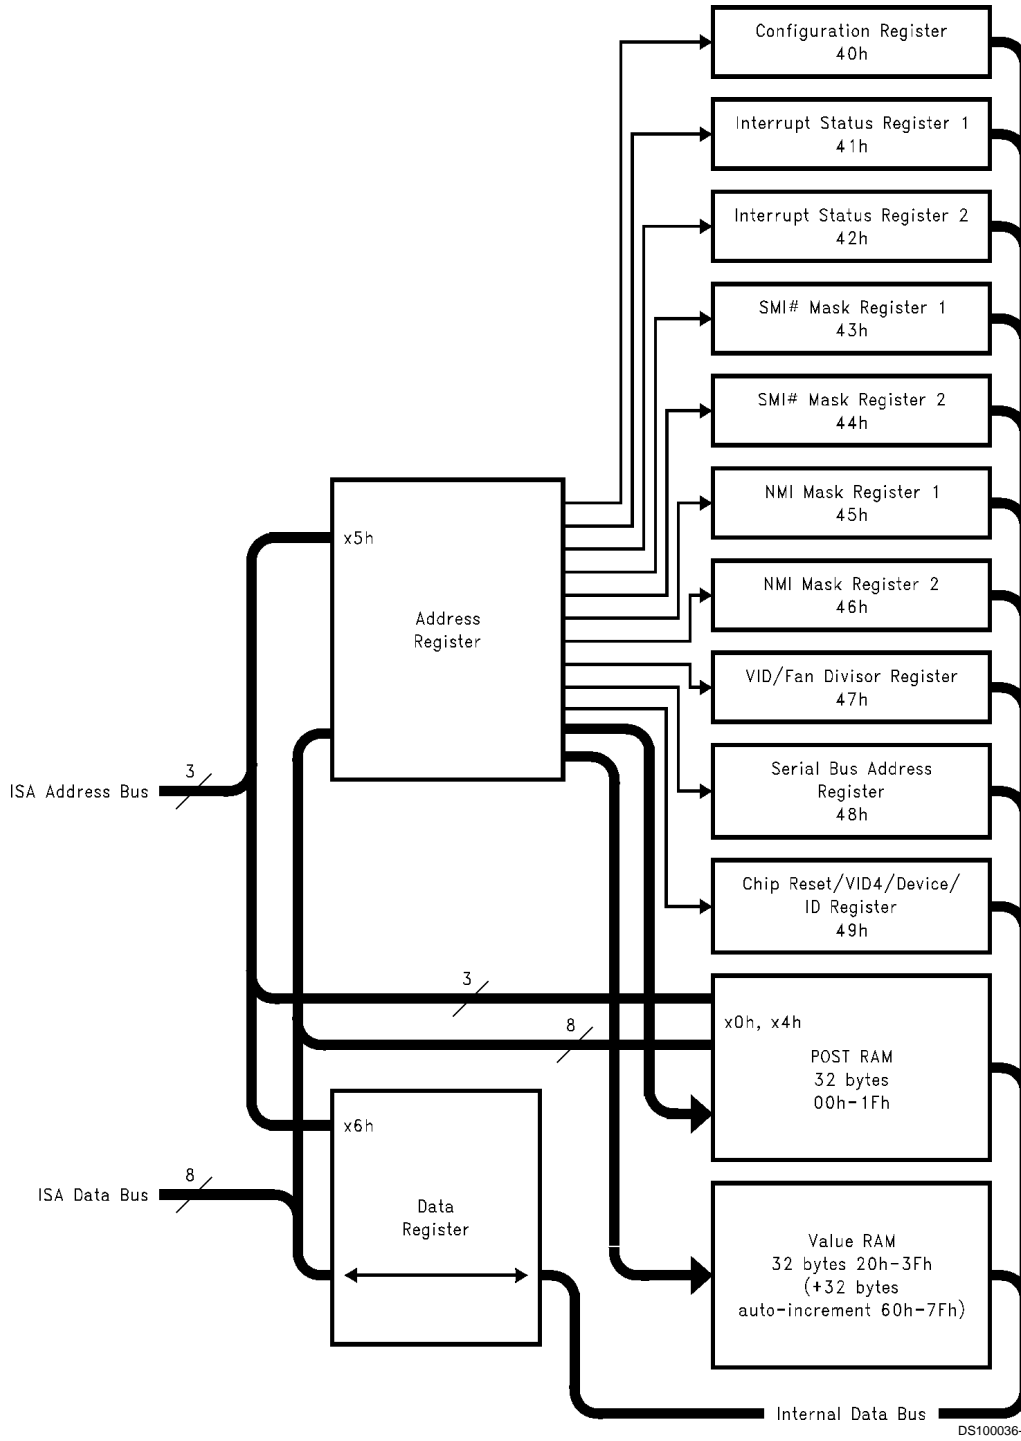 Configuration Register
40h
Interrupt Status Register 1
41h
Interrupt Status Register 2
42h
SMI# Mask Register 1
43h
SMI# Mask Register 2
44h
NMI Mask Register 1
45h
x5h
NMI Mask Register 2
46h
Address
Register
VID/Fan Divisor Register
47h
3
ISA Address Bus
Serial Bus Address
Register
48h
Chip Reset/VID4/Device/
ID Register
49h
3
8
x0h, x4h
POST RAM
32 bytes
00h-1Fh
x6h
8
ISA Data Bus
Data
Register
Value RAM
32 bytes 20h-3Fh
(+32 bytes
auto-increment 60h-7Fh)
Internal Data Bus
DS100036-